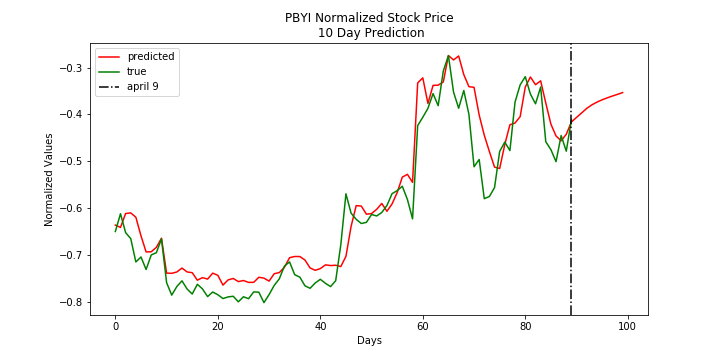 PBYI Normalized Stock Price
10 Day Prediction
predicted
true
april 9
Normalized Values
−0.3
−0.4
−0.5
−0.6
−0.7
−0.8
0
20
40
60
80
100
Days